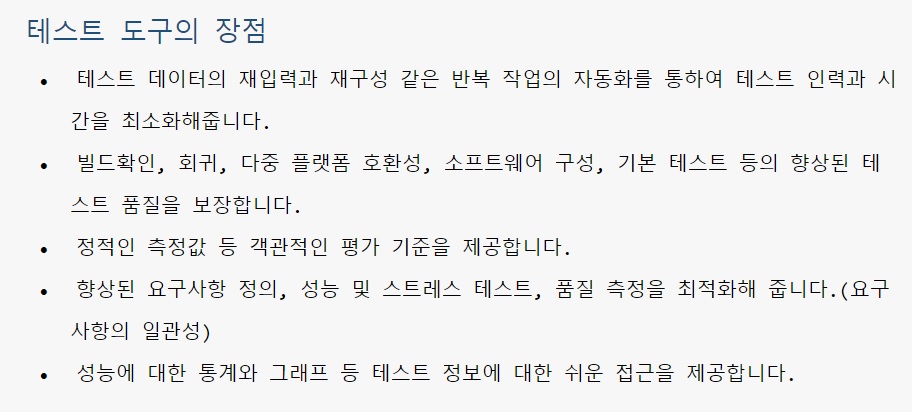 테스트 도구의 장점
• 테스트 데이터의 재입력과 재구성 같은 반복 작업의 자동화를 통하여 테스트 인력과 시
간을 최소화해줍니다.
• 빌드확인, 회귀, 다중 플랫폼 호환성, 소프트웨어 구성, 기본 테스트 등의 향상된 테
스트 품질을 보장합니다.
• 정적인 측정값 등 객관적인 평가 기준을 제공합니다.
• 향상된 요구사항 정의, 성능 및 스트레스 테스트, 품질 측정을 최적화해 줍니다.(요구
사항의 일관성)
• 성능에 대한 통계와 그래프 등 테스트 정보에 대한 쉬운 접근을 제공합니다.